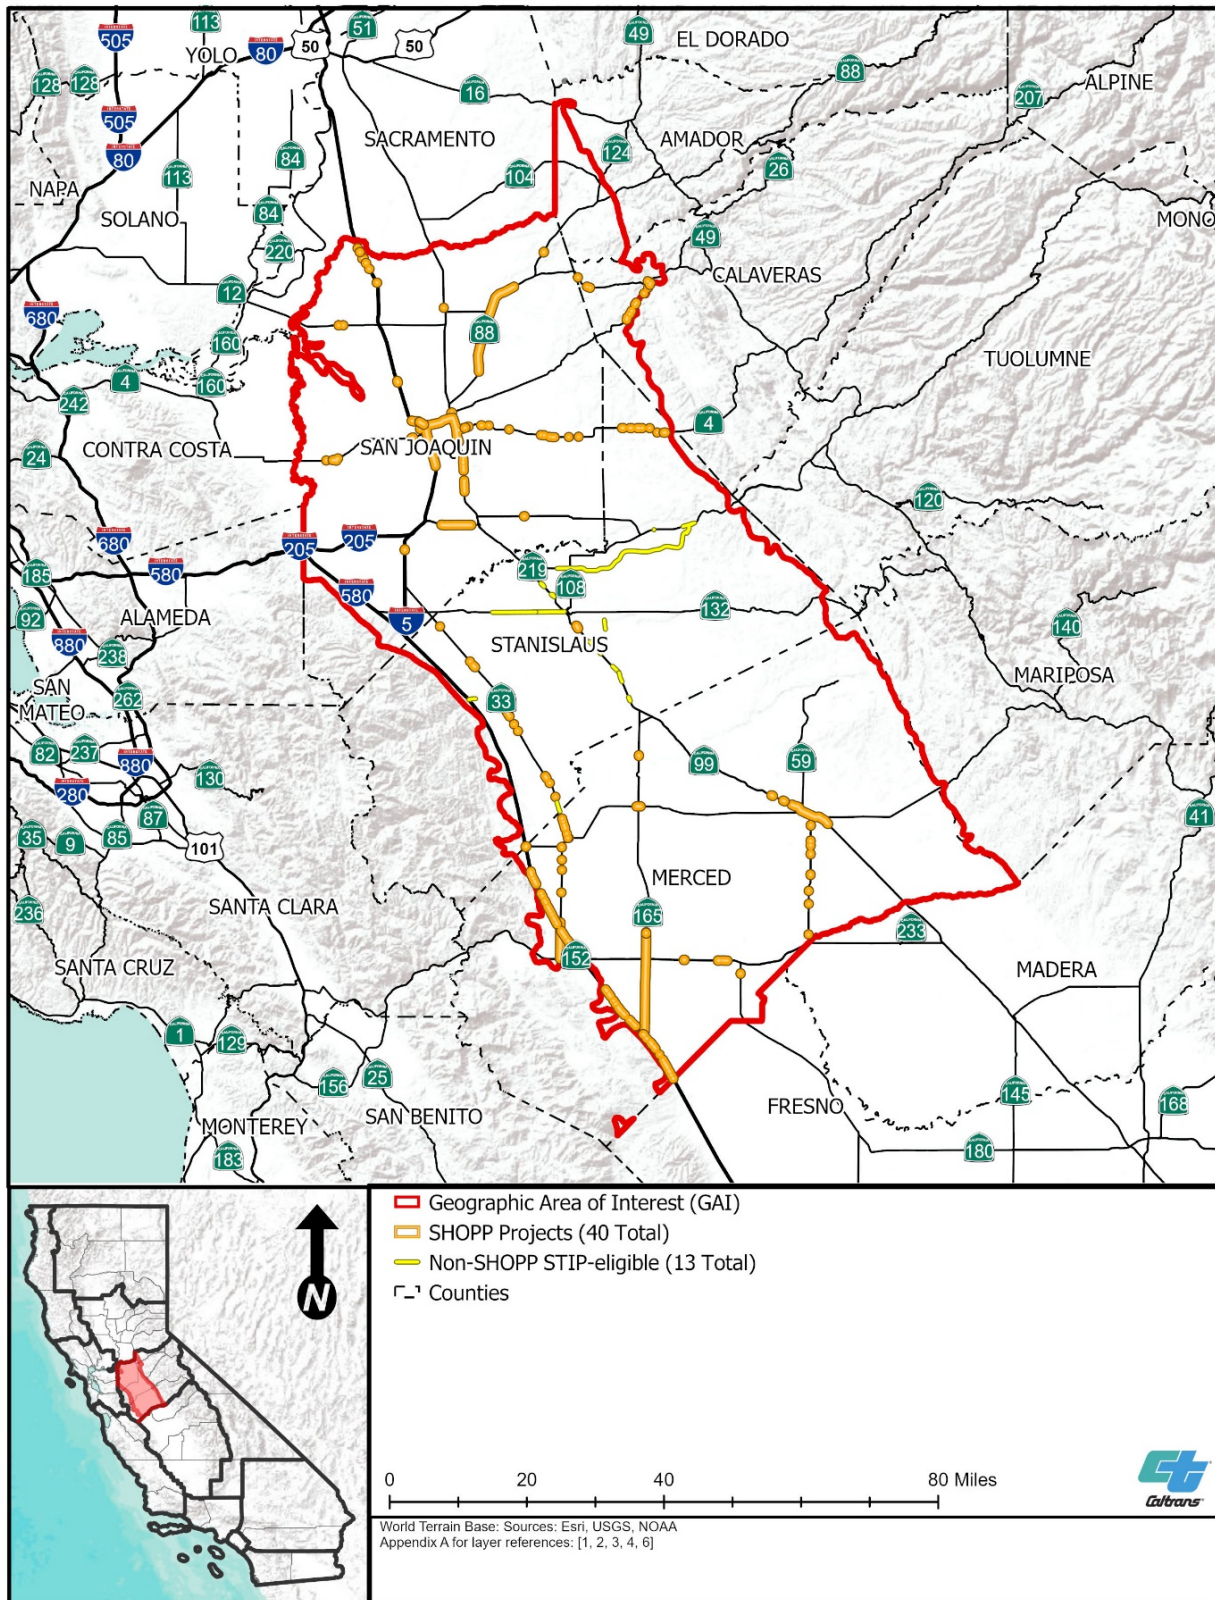 505
113
YOLO
80
50
51
50
49
EL DORADO
88
ALPINE
128
128
505
16
207
SACRAMENTO
AMADOR
80
113
84
104
124
26
NAPA
SOLANO
84
220
49
MONO
12
CALAVERAS
680
160
88
TUOLUMNE
4
160
242
4
CONTRA COSTA
SAN JOAQUIN
24
120
680
205
205
185
580
219
108
580
92
ALAMEDA
5
132
140
880
238
STANISLAUS
SAN
MATEO
262
33
MARIPOSA
82
237
880
99
59
130
280
87
41
35
9
85
101
MERCED
236
SANTA CLARA
165
233
SANTA CRUZ
152
MADERA
1
129
156
25
145
168
MONTEREY
SAN BENITO
FRESNO
183
180
Geographic Area of Interest (GAI)
SHOPP Projects (40 Total)
Non-SHOPP STIP-eligible (13 Total)
Counties
N
0 20 40 80 Miles
Caltrans
World Terrain Base: Sources: Esri, USGS, NOAA
Appendix A for layer references: [1, 2, 3, 4, 6]